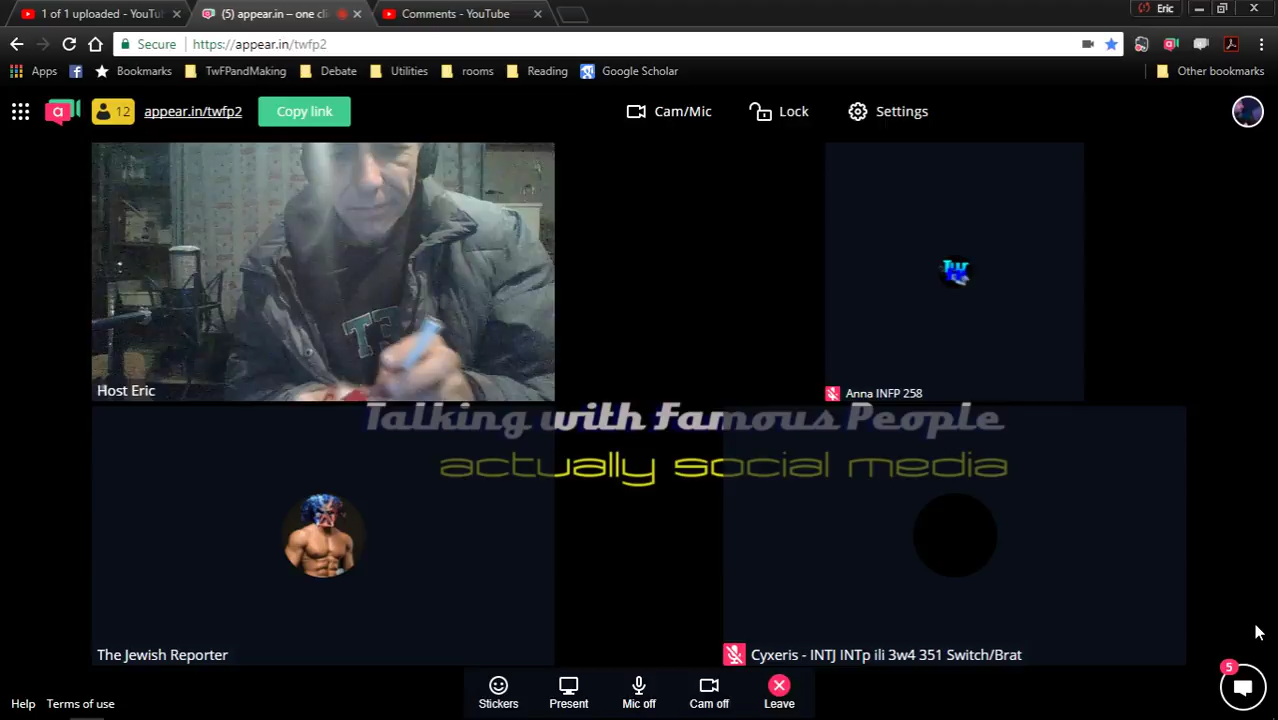 1 of 1 uploaded - YouTu
(5) appear.in – one cli
Comments - YouTube
Eric
Secure
https://appear.in/twfp2
Apps
Bookmarks
TwFPandMaking
Debate
Utilities
rooms
Reading
Google Scholar
Other bookmarks
a
12
appear.in/twfp2
Copy link
Cam/Mic
Lock
Settings
Host Eric
Anna INFP 258
Talking with Famous People
actually social media
The Jewish Reporter
Cyxeris - INTJ INTp ili 3w4 351 Switch/Brat
Help
Terms of use
Stickers
Present
Mic off
Cam off
Leave
5